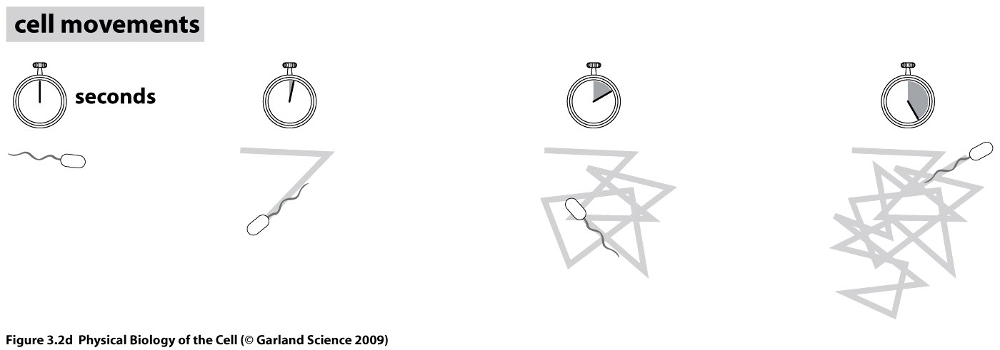 cell movements
seconds
Figure 3.2d Physical Biology of the Cell (© Garland Science 2009)